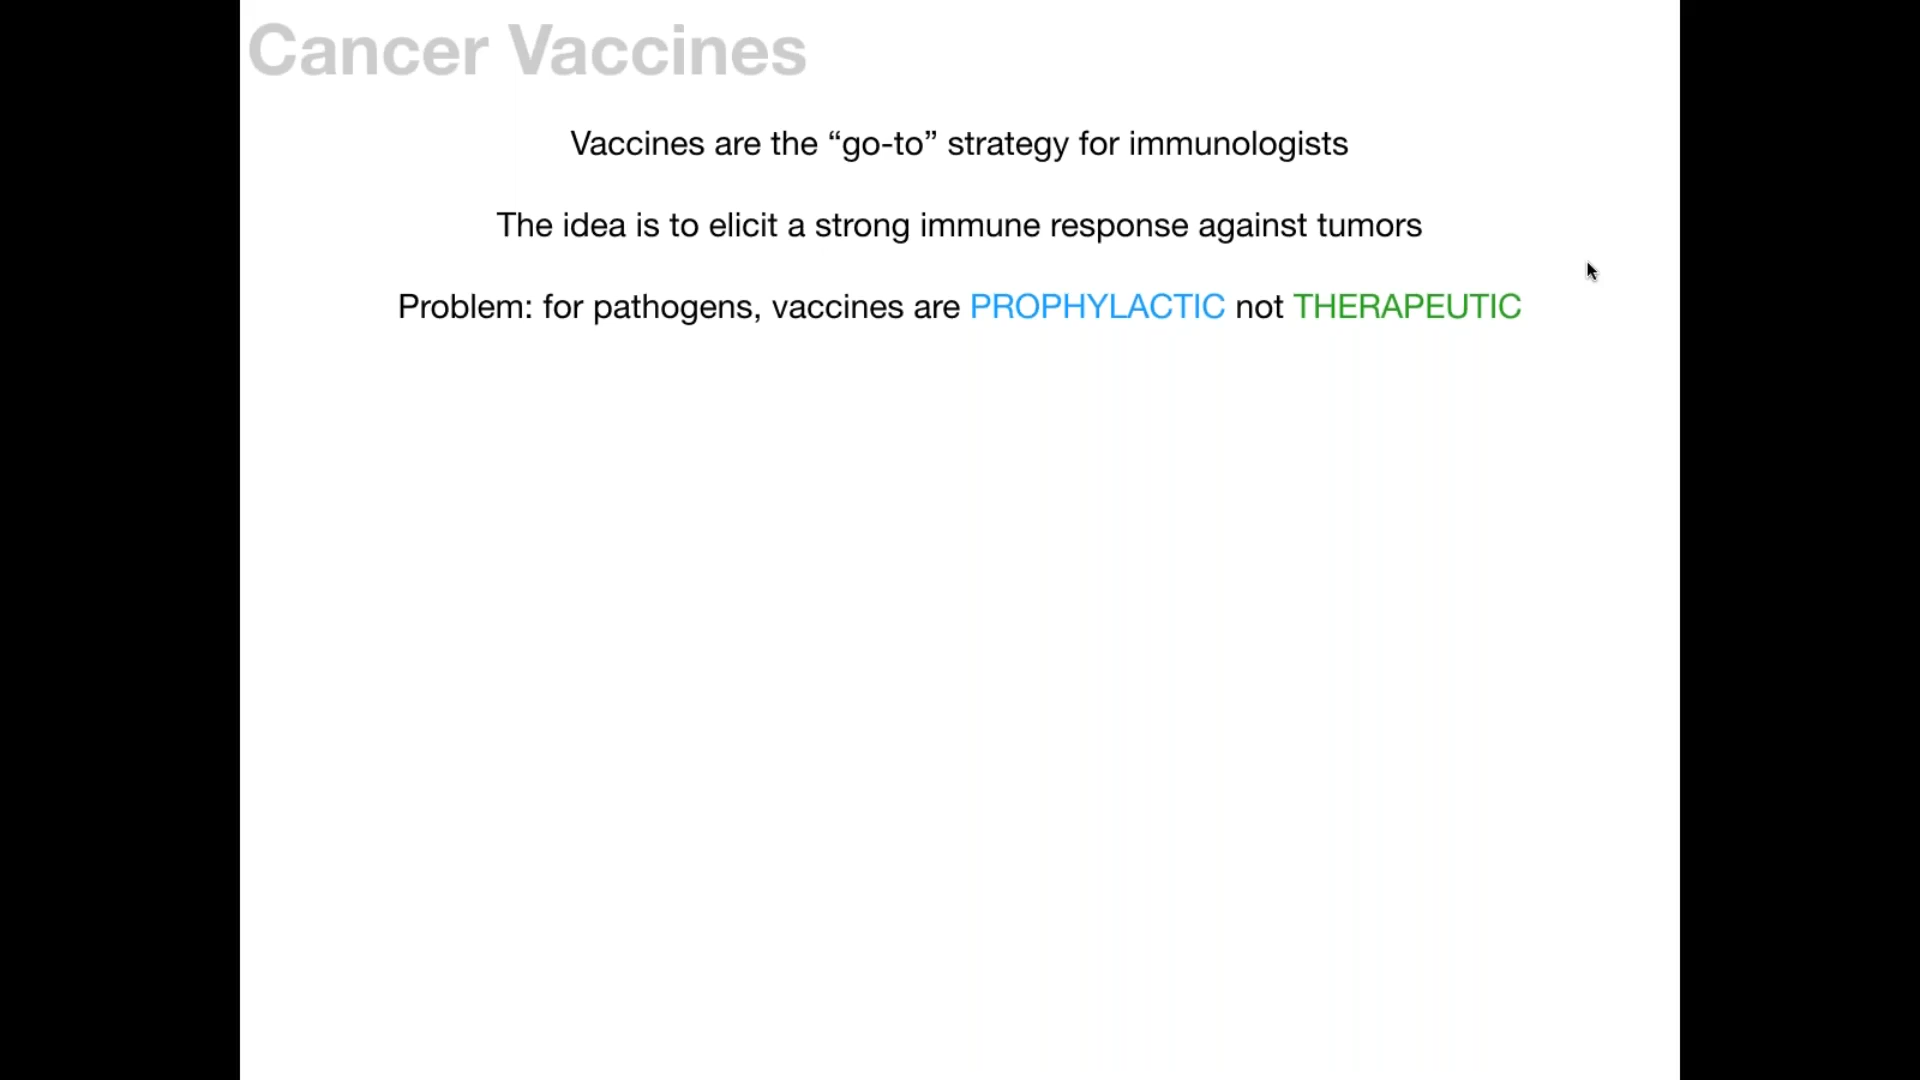 Cancer Vaccines
Vaccines are the “go-to” strategy for immunologists
The idea is to elicit a strong immune response against tumors
Problem: for pathogens, vaccines are PROPHYLACTIC not THERAPEUTIC